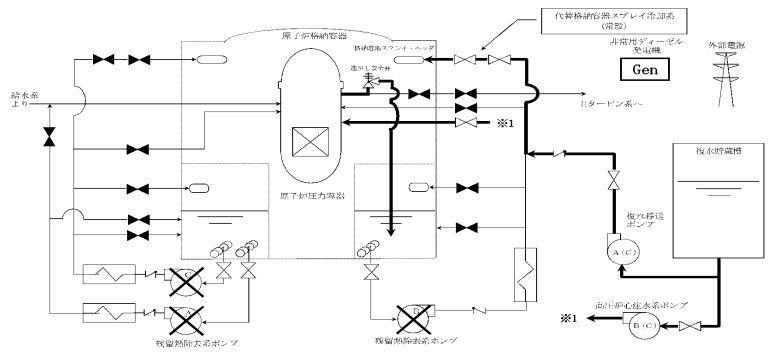 代替格納容器スプレイ冷却系
(常設)
原子炉格納容器
格納容器スプレイ・ヘッダ
逃がし安全弁
非常用ディーゼル
発電機
Gen
外部電源
給水系
より
主タービン系へ
※1
復水貯蔵槽
原子炉圧力容器
復水移送
ポンプ
A(C)
C
A
B
高圧炉心注水系ポンプ
※1
B(C)
残留熱除去系ポンプ
残留熱除去系ポンプ